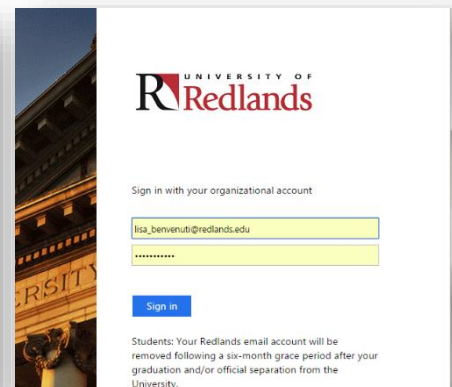 UNIVERSITY OF
Redlands
RSITY
Sign in with your organizational account
lisa_benvenuti@redlands.edu
•••••••••••
Sign in
Students: Your Redlands email account will be
removed following a six-month grace period after your
graduation and/or official separation from the
University.